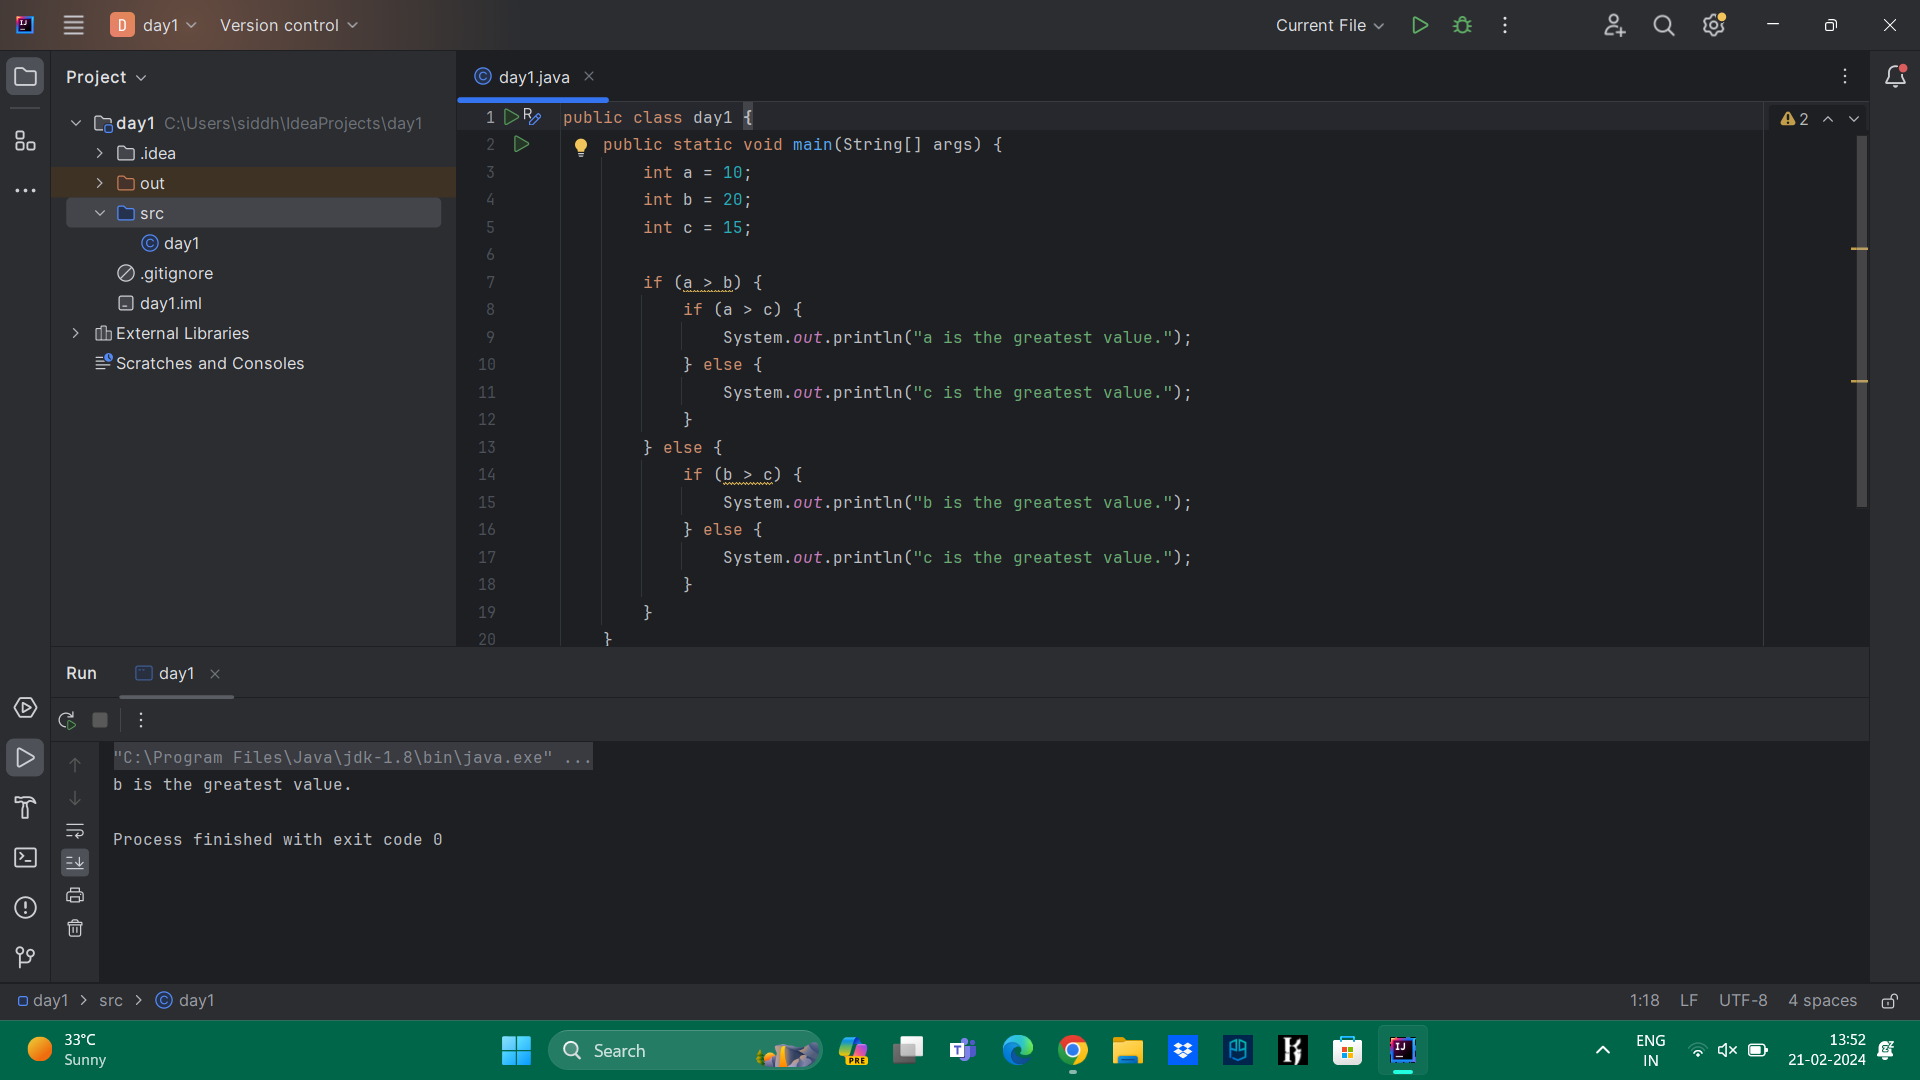 D day1 Version control Current File
Project
day1.java
day1 C:\Users\siddh\IdeaProjects\day1
.idea
out
src
day1
.gitignore
day1.iml
External Libraries
Scratches and Consoles
2
1 public class day1 {
2 public static void main(String[] args) {
3 int a = 10;
4 int b = 20;
5 int c = 15;
6
7 if (a > b) {
8 if (a > c) {
9 System.out.println("a is the greatest value.");
10 } else {
11 System.out.println("c is the greatest value.");
12 }
13 } else {
14 if (b > c) {
15 System.out.println("b is the greatest value.");
16 } else {
17 System.out.println("c is the greatest value.");
18 }
19 }
20 }
Run day1
"C:\Program Files\Java\jdk-1.8\bin\java.exe" ...
b is the greatest value.
Process finished with exit code 0
day1 > src > day1 1:18 LF UTF-8 4 spaces
33°C
Sunny
Search
PRE
ENG
IN
13:52
21-02-2024